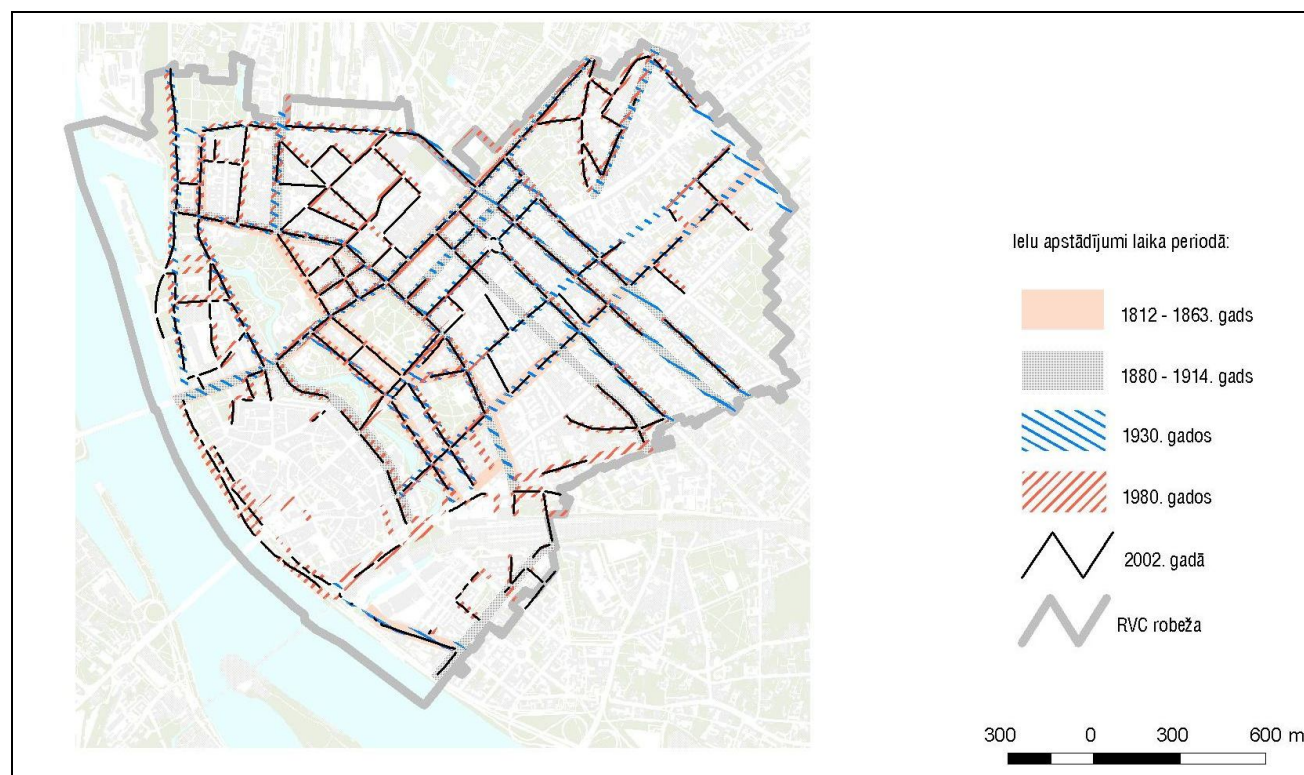 Ielu apstādījumi laika periodā:
1812 - 1863. gads
1880 - 1914. gads
1930. gados
1980. gados
2002. gadā
RVC robeža
300 0 300 600 m